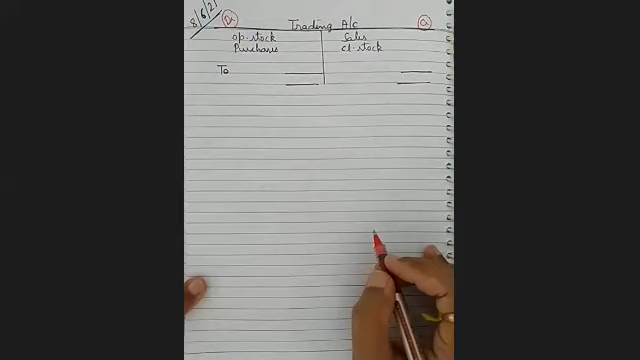 8/6/21
Dr Trading A/c Cr
op. stock Sales
Purchases cl. stock
To